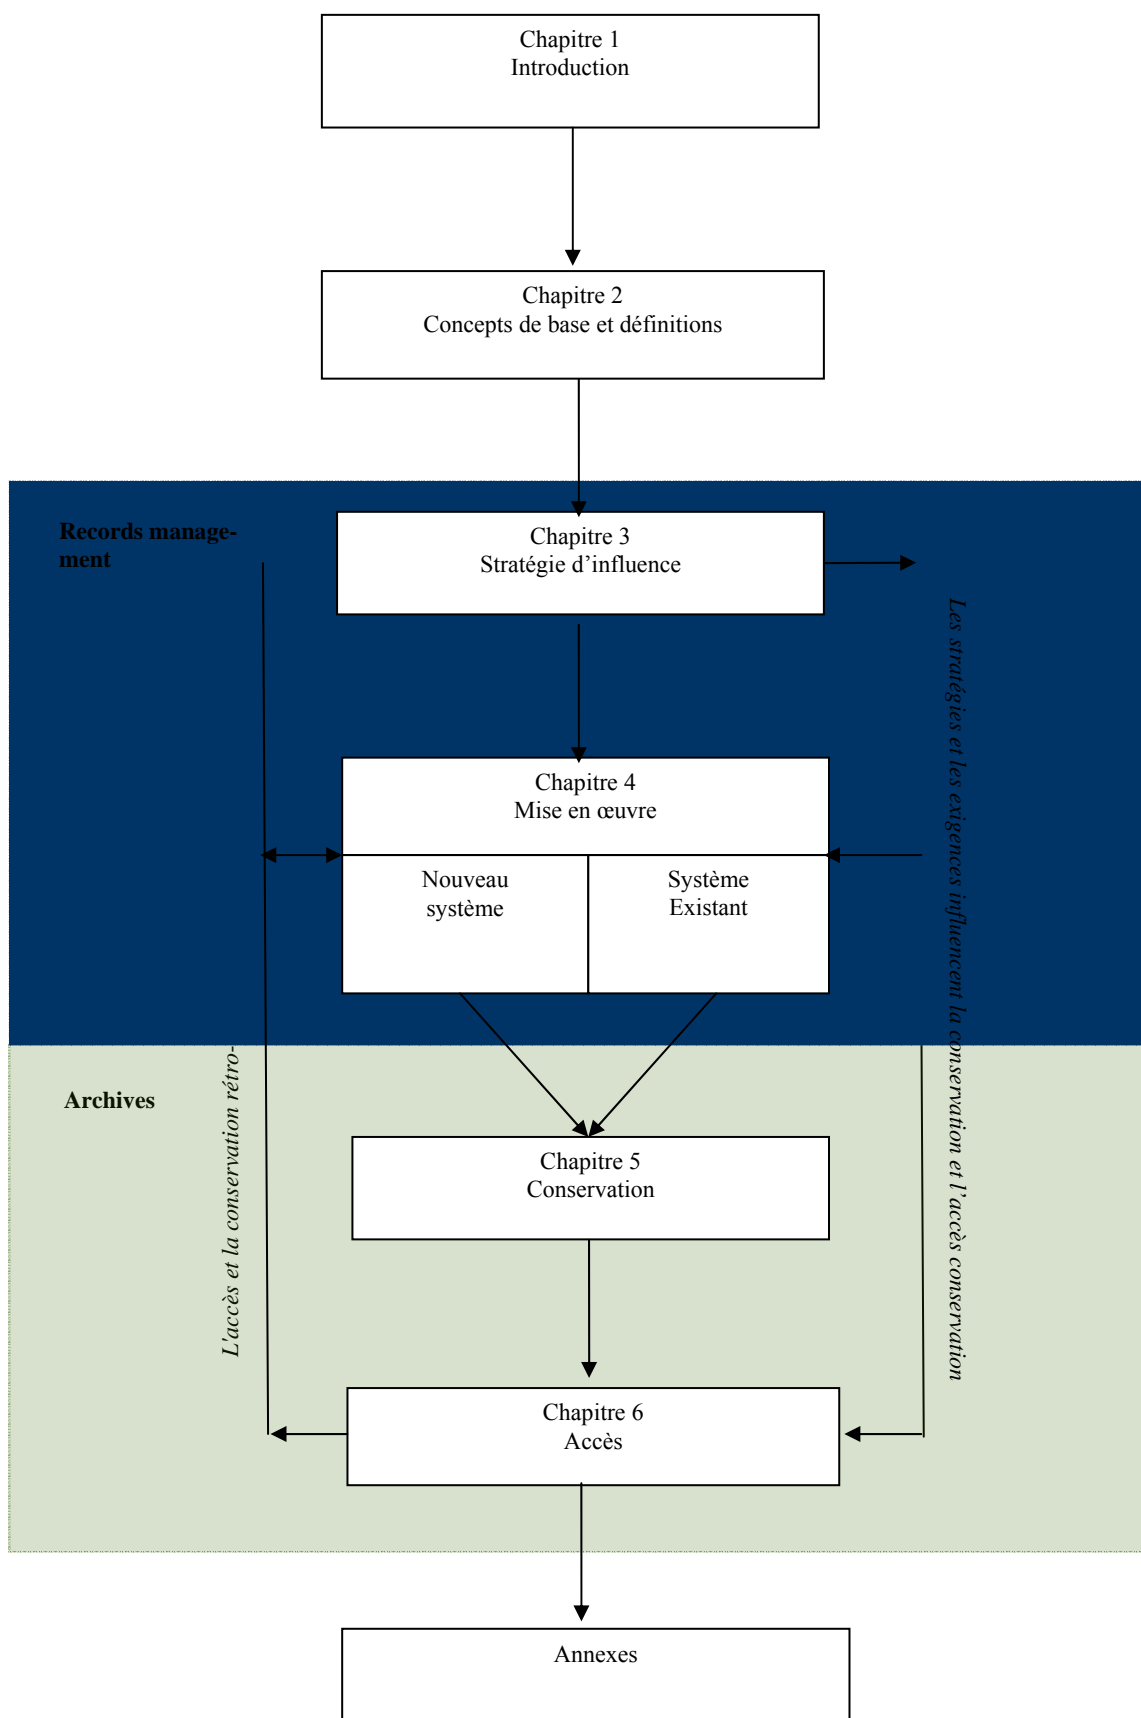 Chapitre 1
Introduction
Chapitre 2
Concepts de base et définitions
Records manage-
ment
Chapitre 3
Stratégie d’influence
Les stratégies et les exigences influencent la conservation et l’accès conservation
Chapitre 4
Mise en œuvre
Nouveau
système
Système
Existant
L'accès et la conservation rétro-
Archives
Chapitre 5
Conservation
Chapitre 6
Accès
Annexes